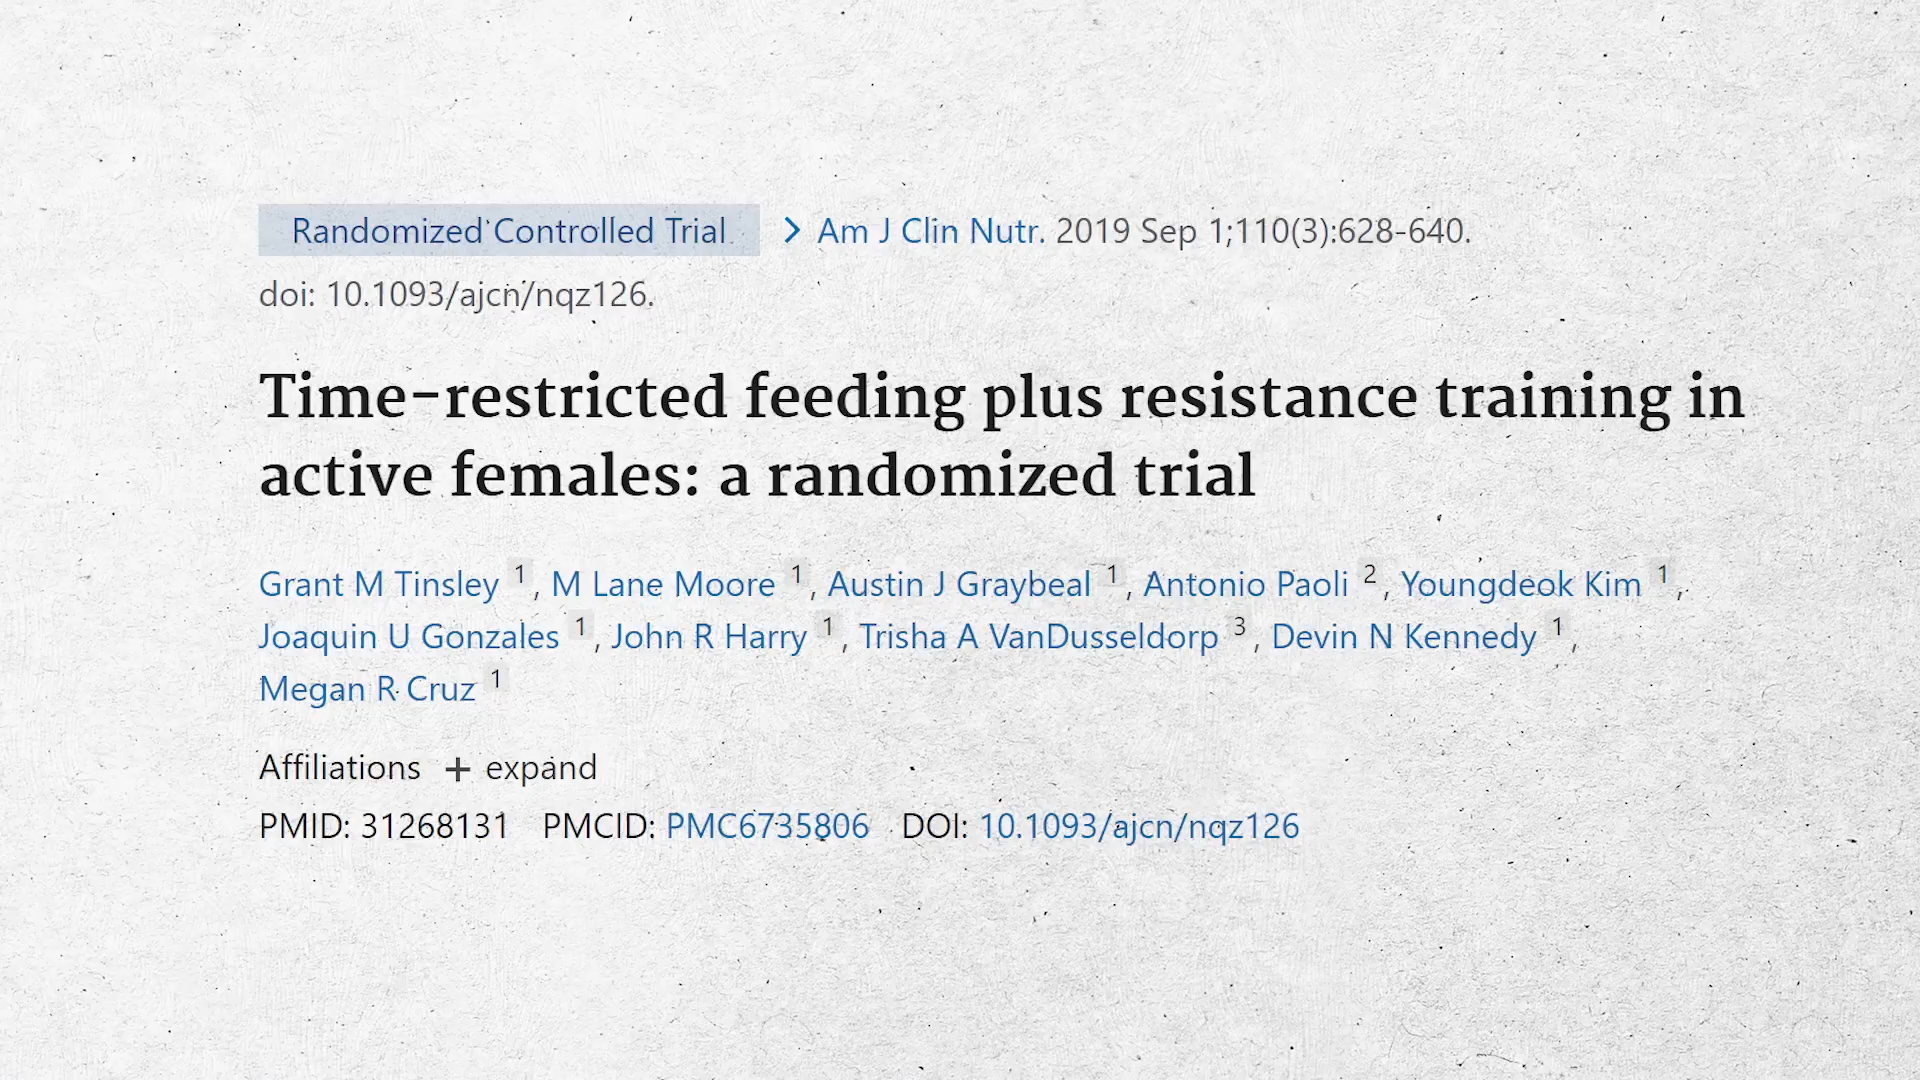 Randomized Controlled Trial > Am J Clin Nutr. 2019 Sep 1;110(3):628-640.
doi: 10.1093/ajcn/nqz126.
Time-restricted feeding plus resistance training in
active females: a randomized trial
Grant M Tinsley 1, M Lane Moore 1, Austin J Graybeal 1, Antonio Paoli 2, Youngdeok Kim 1,
Joaquin U Gonzales 1, John R Harry 1, Trisha A VanDusseldorp 3, Devin N Kennedy 1,
Megan R Cruz 1
Affiliations + expand
PMID: 31268131 PMCID: PMC6735806 DOI: 10.1093/ajcn/nqz126